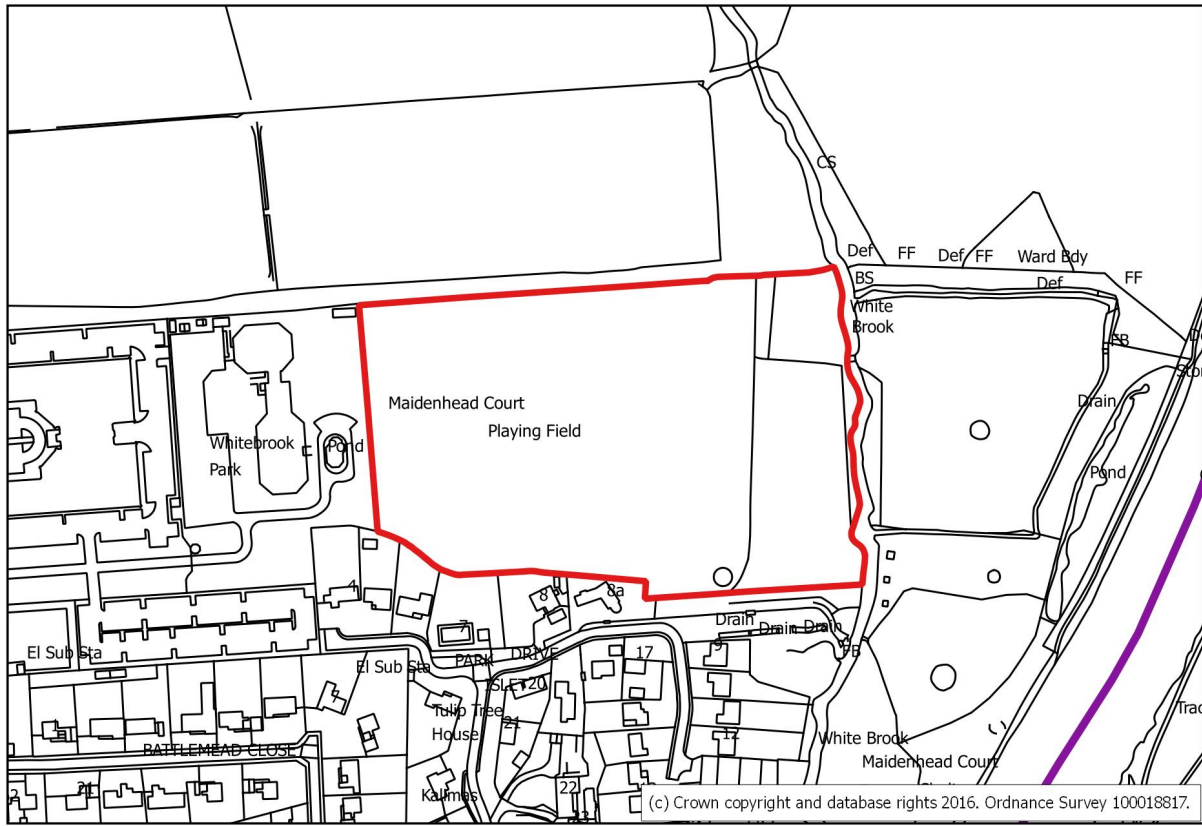 CS
Def FF Def FF Ward Bdy
FF
Def
BS
White
Brook
FB
Drain
Pond
Maidenhead Court
Playing Field
Whitebrook
Park
Pond
4
8
8a
7
Drain
Drain
Drain
FB
El Sub Sta
El Sub Sta
PARK DRIVE
ISLET
17
9
20
21
Tulip Tree
House
1
12
White Brook
Maidenhead Court
BATTLEMEAD CLOSE
21
Kalimas
22
23
(c) Crown copyright and database rights 2016. Ordnance Survey 100018817.